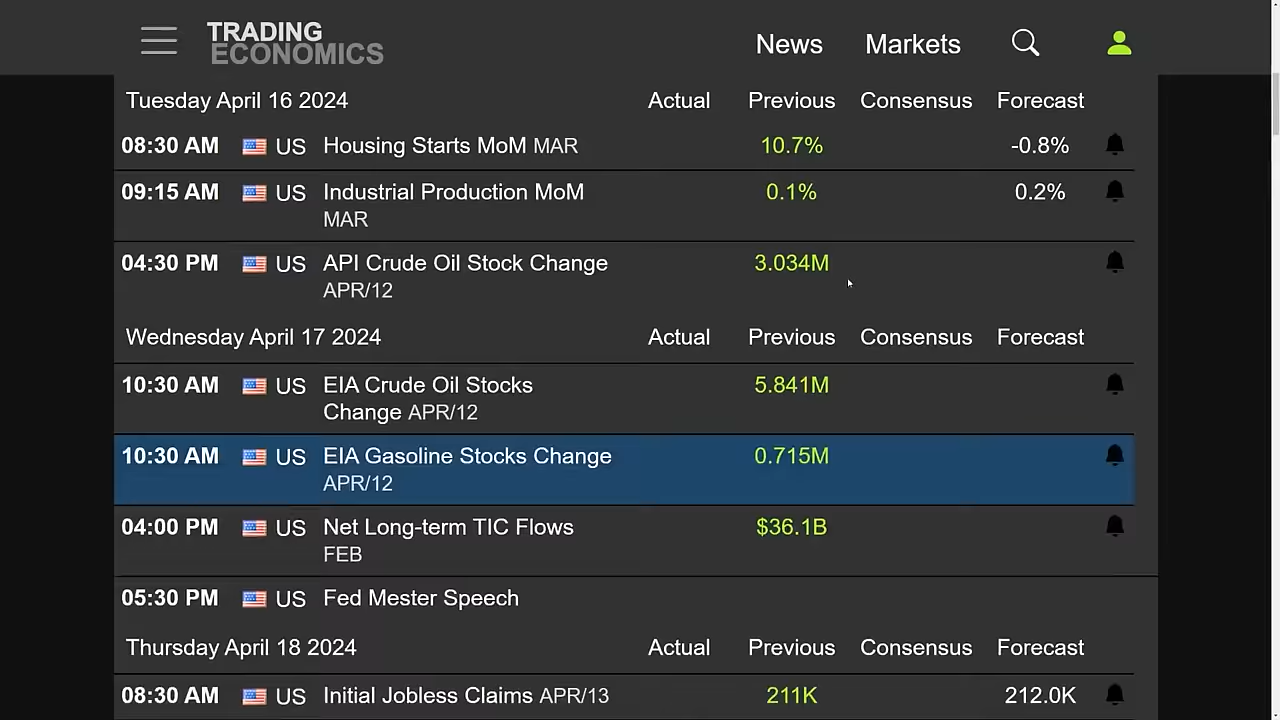 TRADING
ECONOMICS
News Markets
Tuesday April 16 2024 Actual Previous Consensus Forecast
08:30 AM US Housing Starts MoM MAR 10.7% -0.8%
09:15 AM US Industrial Production MoM 0.1% 0.2%
MAR
04:30 PM US API Crude Oil Stock Change 3.034M
APR/12
Wednesday April 17 2024 Actual Previous Consensus Forecast
10:30 AM US EIA Crude Oil Stocks 5.841M
Change APR/12
10:30 AM US EIA Gasoline Stocks Change 0.715M
APR/12
04:00 PM US Net Long-term TIC Flows $36.1B
FEB
05:30 PM US Fed Mester Speech
Thursday April 18 2024 Actual Previous Consensus Forecast
08:30 AM US Initial Jobless Claims APR/13 211K 212.0K